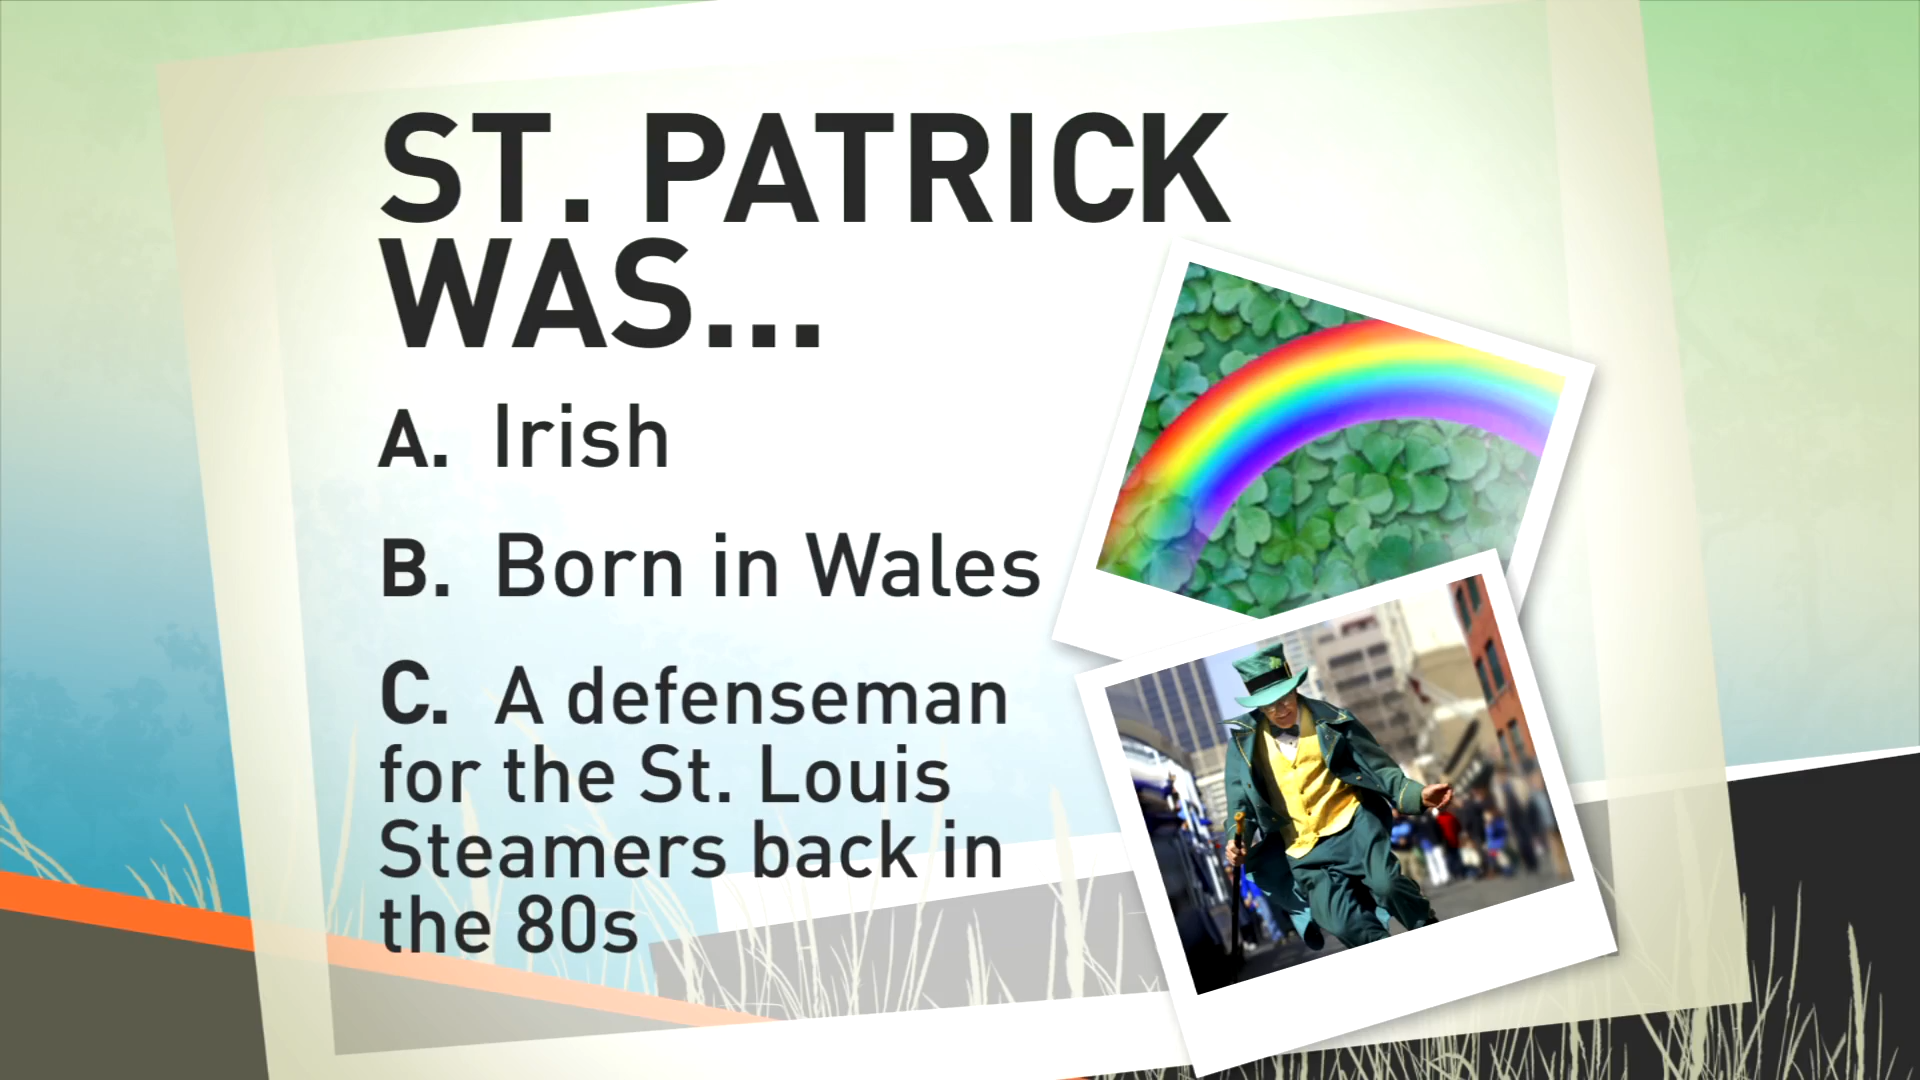 ST. PATRICK
WAS...
A. Irish
B. Born in Wales
C. A defenseman
for the St. Louis
Steamers back in
the 80s